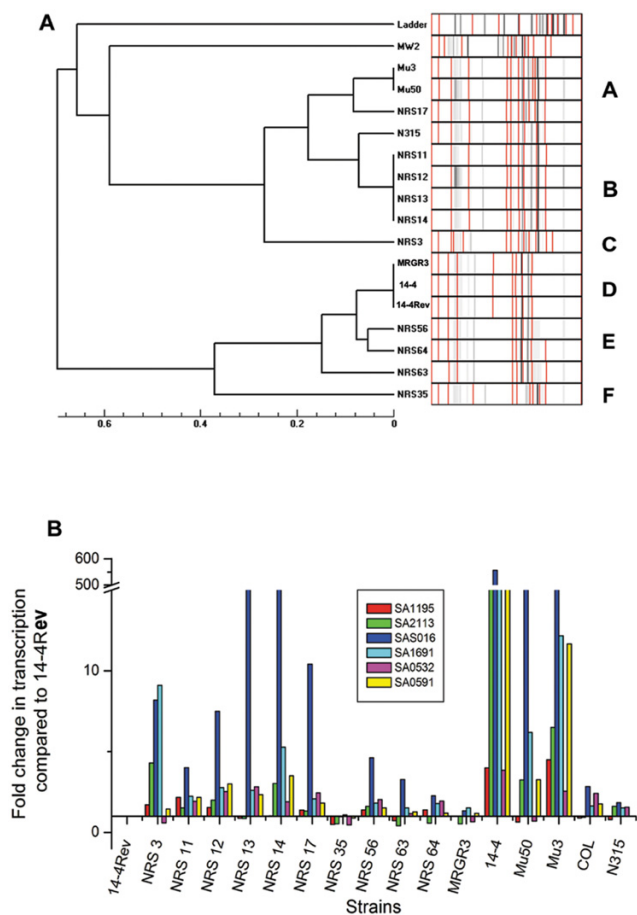 A
Ladder
MW2
Mu3
Mu50
NRS17
N315
NRS11
NRS12
NRS13
NRS14
NRS3
MRGR3
14-4
14-4Rev
NRS56
NRS64
NRS63
NRS35
A
B
C
D
E
F
0.6 0.4 0.2 0
B
Fold change in transcription
compared to 14-4Rev
600
500
10
0
SA1195
SA2113
SAS016
SA1691
SA0532
SA0591
14-4Rev
NRS 3
NRS 11
NRS 12
NRS 13
NRS 14
NRS 17
NRS 35
NRS 56
NRS 63
NRS 64
MRGR3
14-4
Mu50
Mu3
COL
N315
Strains